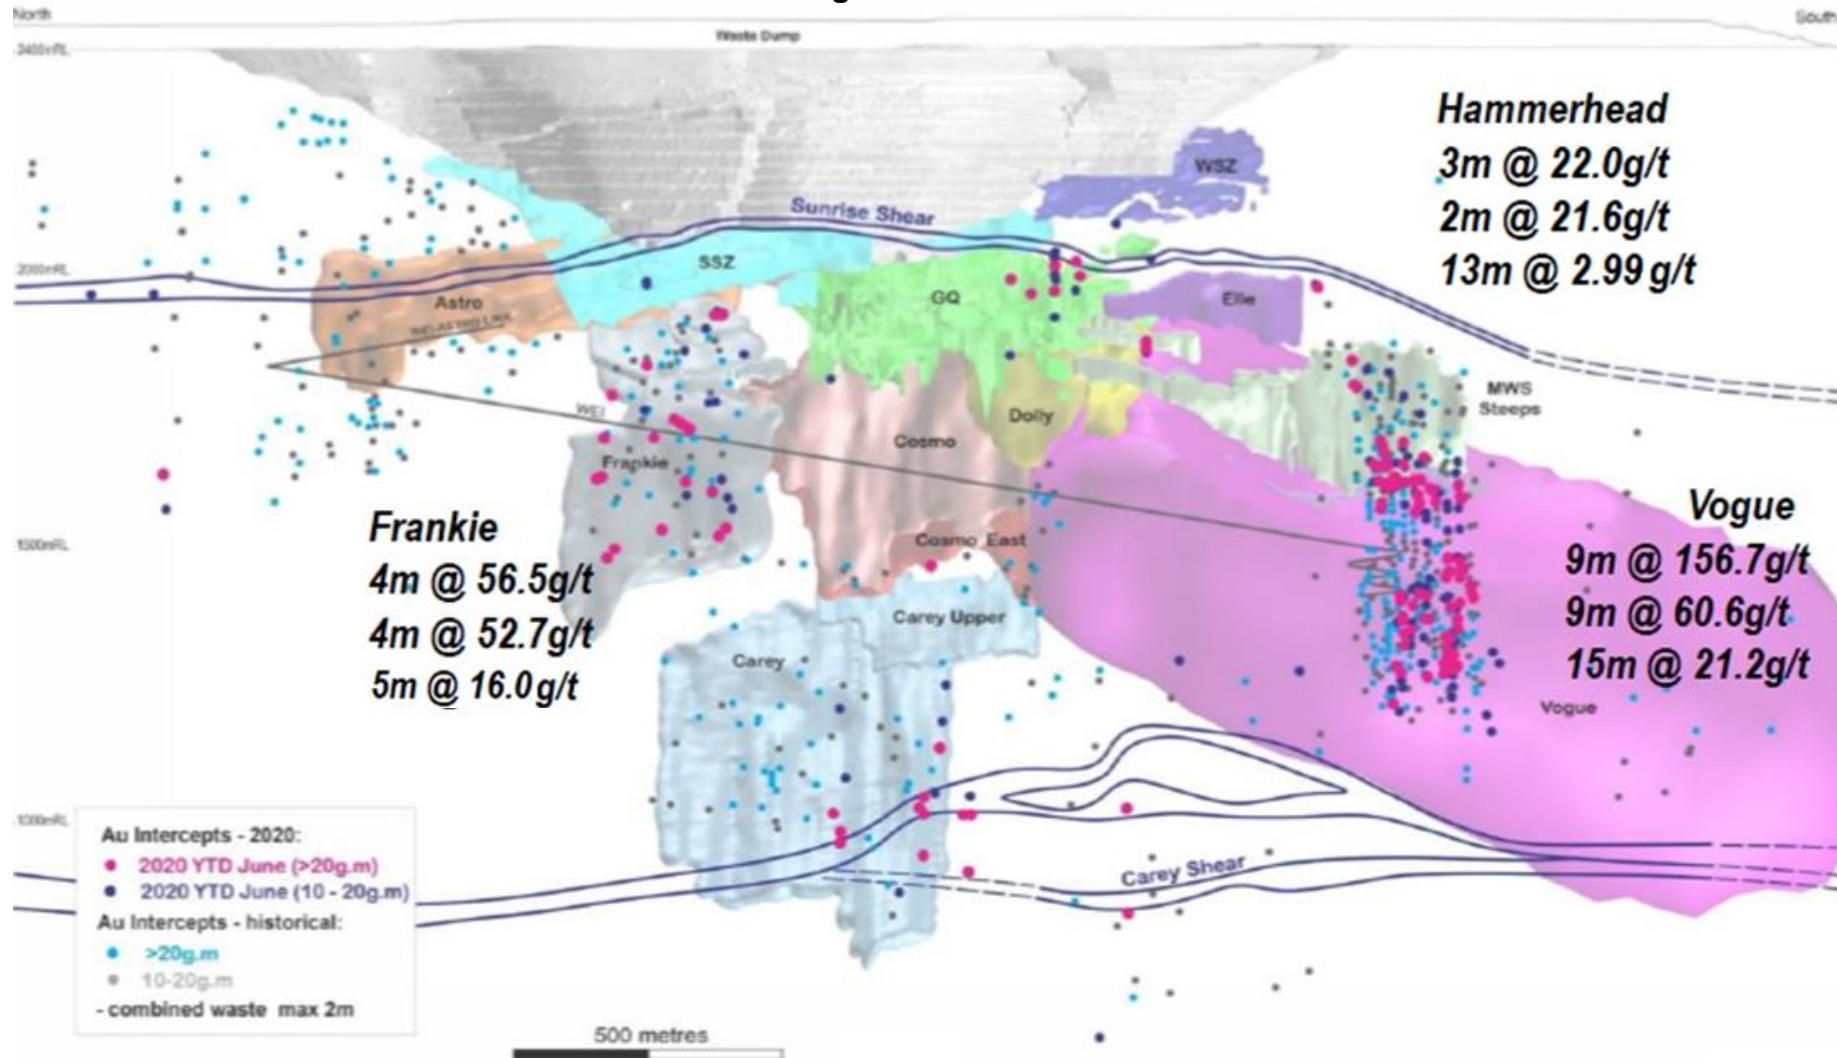 North
South
Waste Dump
2400mRL
Hammerhead
3m @ 22.0g/t
2m @ 21.6g/t
13m @ 2.99 g/t
WSZ
Sunrise Shear
2000mRL
SSZ
Astro
GQ
Elle
MWS
Steeps
WEI
Dolly
Cosmo
Frankie
Vogue
9m @ 156.7g/t
9m @ 60.6g/t
15m @ 21.2g/t
Frankie
4m @ 56.5g/t
4m @ 52.7g/t
5m @ 16.0g/t
1500mRL
Cosmo East
Carey Upper
Carey
Vogue
1000mRL
Carey Shear
Au Intercepts - 2020:
2020 YTD June (>20g.m)
2020 YTD June (10 - 20g.m)
Au Intercepts - historical:
>20g.m
10-20g.m
- combined waste max 2m
500 metres